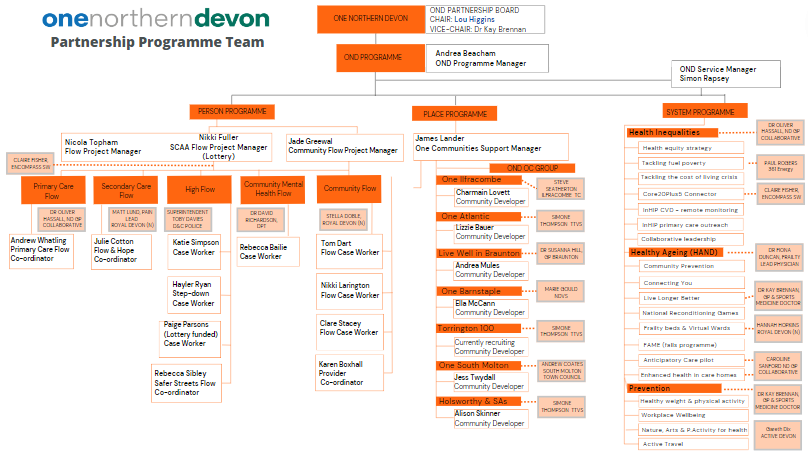 onenortherndevon
Partnership Programme Team
ONE NORTHERN DEVON
OND PARTNERSHIP BOARD
CHAIR: Lou Higgins
VICE-CHAIR: Dr Kay Brennan
OND PROGRAMME
Andrea Beacham
OND Programme Manager
OND Service Manager
Simon Rapsey
PERSON PROGRAMME
PLACE PROGRAMME
SYSTEM PROGRAMME
Nicola Topham
Flow Project Manager
Nikki Fuller
SCAA Flow Project Manager
(Lottery)
Jade Greewal
Community Flow Project Manager
CLAIRE FISHER,
ENCOMPASS SW
Primary Care
Flow
DR OLIVER
HASSALL, ND GP
COLLABORATIVE
Andrew Whatling
Primary Care Flow
Co-ordinator
Secondary Care
Flow
MATT LUND, PAIN
LEAD
ROYAL DEVON (N)
Julie Cotton
Flow & Hope
Co-ordinator
High Flow
SUPERINTENDENT
TOBY DAVIES
D&C POLICE
Katie Simpson
Case Worker
Hayler Ryan
Step-down
Case Worker
Paige Parsons
(Lottery funded)
Case Worker
Rebecca Sibley
Safer Streets Flow
Co-ordinator
Community Mental
Health Flow
DR DAVID
RICHARDSON,
DPT
Rebecca Bailie
Case Worker
Community Flow
STELLA DOBLE,
ROYAL DEVON (N)
Tom Dart
Flow Case Worker
Nikki Larington
Flow Case Worker
Clare Stacey
Flow Case Worker
Karen Boxhall
Provider
Co-ordinator
James Lander
One Communities Support Manager
OND OC GROUP
One Ilfracombe
Charmain Lovett
Community Developer
STEVE
SEATHERTON
ILFRACOMBE TC
One Atlantic
Lizzie Bauer
Community Developer
SIMONE
THOMPSON TTVS
Live Well in Braunton
Andrea Mules
Community Developer
DR SUSANNA HILL,
GP BRAUNTON
One Barnstaple
Ella McCann
Community Developer
MARIE GOULD
NDVS
Torrington 100
Currently recruiting
Community Developer
SIMONE
THOMPSON TTVS
One South Molton
Jess Twydall
Community Developer
ANDREW COATES
SOUTH MOLTON
TOWN COUNCIL
Holsworthy & SAs
Alison Skinner
Community Developer
SIMONE
THOMPSON TTVS
Health Inequalities
DR OLIVER
HASSALL, ND GP
COLLABORATIVE
Health equity strategy
Tackling fuel poverty
PAUL ROGERS
361 Energy
Tackling the cost of living crisis
Core20Plus5 Connector
CLAIRE FISHER,
ENCOMPASS SW
InHIP CVD - remote monitoring
InHIP primary care outreach
Collaborative leadership
Healthy Ageing (HAND)
DR FIONA
DUNCAN, FRAILTY
LEAD PHYSICIAN
Community Prevention
Connecting You
Live Longer Better
DR KAY BRENNAN,
GP & SPORTS
MEDICINE DOCTOR
National Reconditioning Games
Frailty beds & Virtual Wards
HANNAH HOPKINS
ROYAL DEVON (N)
FAME (falls programme)
Anticipatory Care pilot
CAROLINE
SANFORD ND GP
COLLABORATIVE
Enhanced health in care homes
Prevention
DR KAY BRENNAN,
GP & SPORTS
MEDICINE DOCTOR
Healthy weight & physical activity
Workplace Wellbeing
Nature, Arts & P.Activity for health
Gareth Dix
ACTIVE DEVON
Active Travel